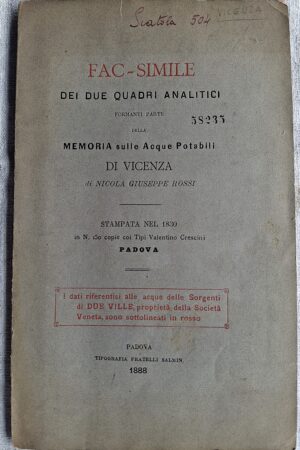 Scatola 504
VICENZA
FAC-SIMILE
DEI DUE QUADRI ANALITICI
FORMANTI PARTE
DELLA
38235
MEMORIA sulle Acque Potabili
DI VICENZA
di NICOLA GIUSEPPE ROSSI
STAMPATA NEL 1830
in N. 150 copie coi Tipi Valentino Crescini
PADOVA
I dati riferentisi alle acque delle Sorgenti
di DUE VILLE, proprietà della Società
Veneta, sono sottolineati in rosso
PADOVA
TIPOGRAFIA FRATELLI SALMIN
1888